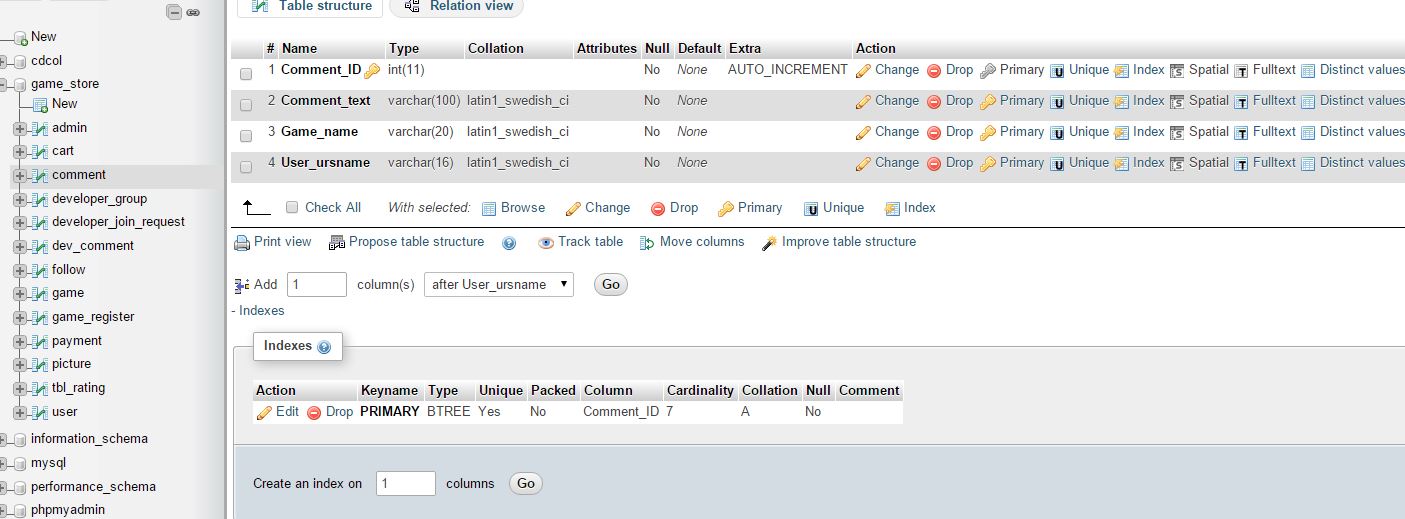 Table structure Relation view
# Name Type Collation Attributes Null Default Extra Action
1 Comment_ID int(11) No None AUTO_INCREMENT Change Drop Primary Unique Index Spatial Fulltext Distinct values
2 Comment_text varchar(100) latin1_swedish_ci No None Change Drop Primary Unique Index Spatial Fulltext Distinct values
3 Game_name varchar(20) latin1_swedish_ci No None Change Drop Primary Unique Index Spatial Fulltext Distinct values
4 User_ursname varchar(16) latin1_swedish_ci No None Change Drop Primary Unique Index Spatial Fulltext Distinct values
Check All With selected: Browse Change Drop Primary Unique Index
Print view Propose table structure Track table Move columns Improve table structure
Add 1 column(s) after User_ursname Go
- Indexes
Indexes
Action Keyname Type Unique Packed Column Cardinality Collation Null Comment
Edit Drop PRIMARY BTREE Yes No Comment_ID 7 A No
Create an index on 1 columns Go
New
cdcol
game_store
New
admin
cart
comment
developer_group
developer_join_request
dev_comment
follow
game
game_register
payment
picture
tbl_rating
user
information_schema
mysql
performance_schema
phpmyadmin